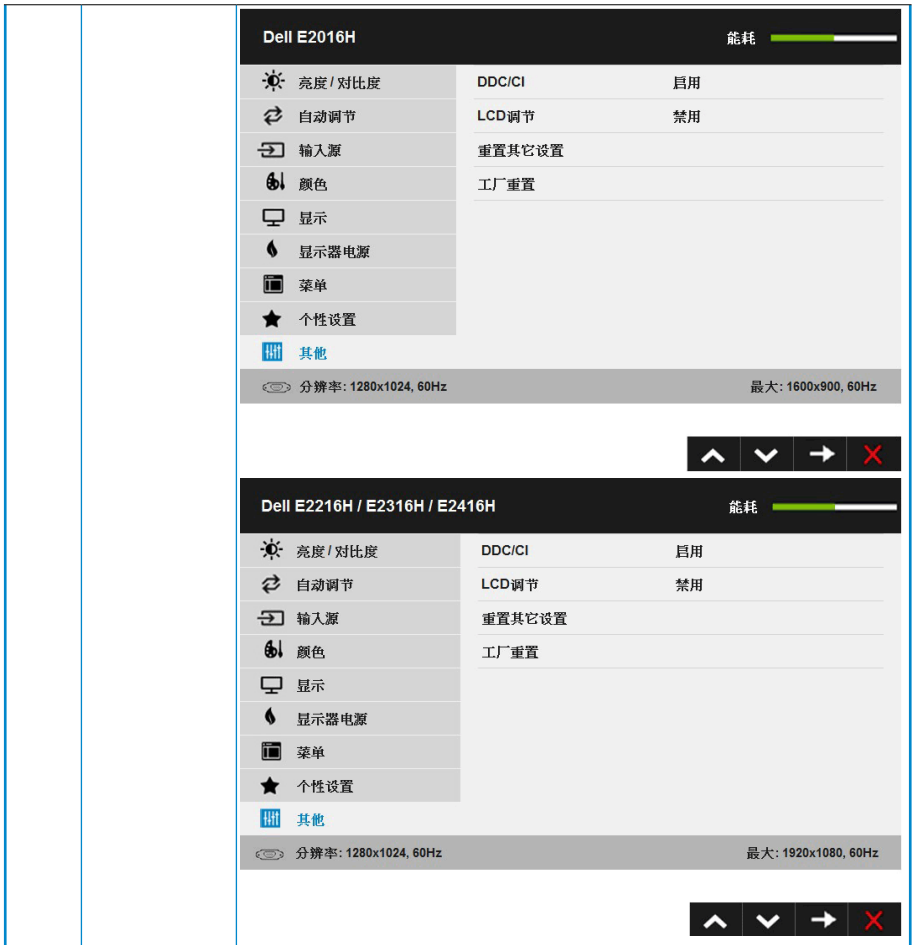 Dell E2016H 能耗
亮度/对比度 DDC/CI 启用
自动调节 LCD调节 禁用
输入源 重置其它设置
颜色 工厂重置
显示
显示器电源
菜单
个性设置
其他
分辨率: 1280x1024, 60Hz 最大: 1600x900, 60Hz
Dell E2216H / E2316H / E2416H 能耗
亮度/对比度 DDC/CI 启用
自动调节 LCD调节 禁用
输入源 重置其它设置
颜色 工厂重置
显示
显示器电源
菜单
个性设置
其他
分辨率: 1280x1024, 60Hz 最大: 1920x1080, 60Hz